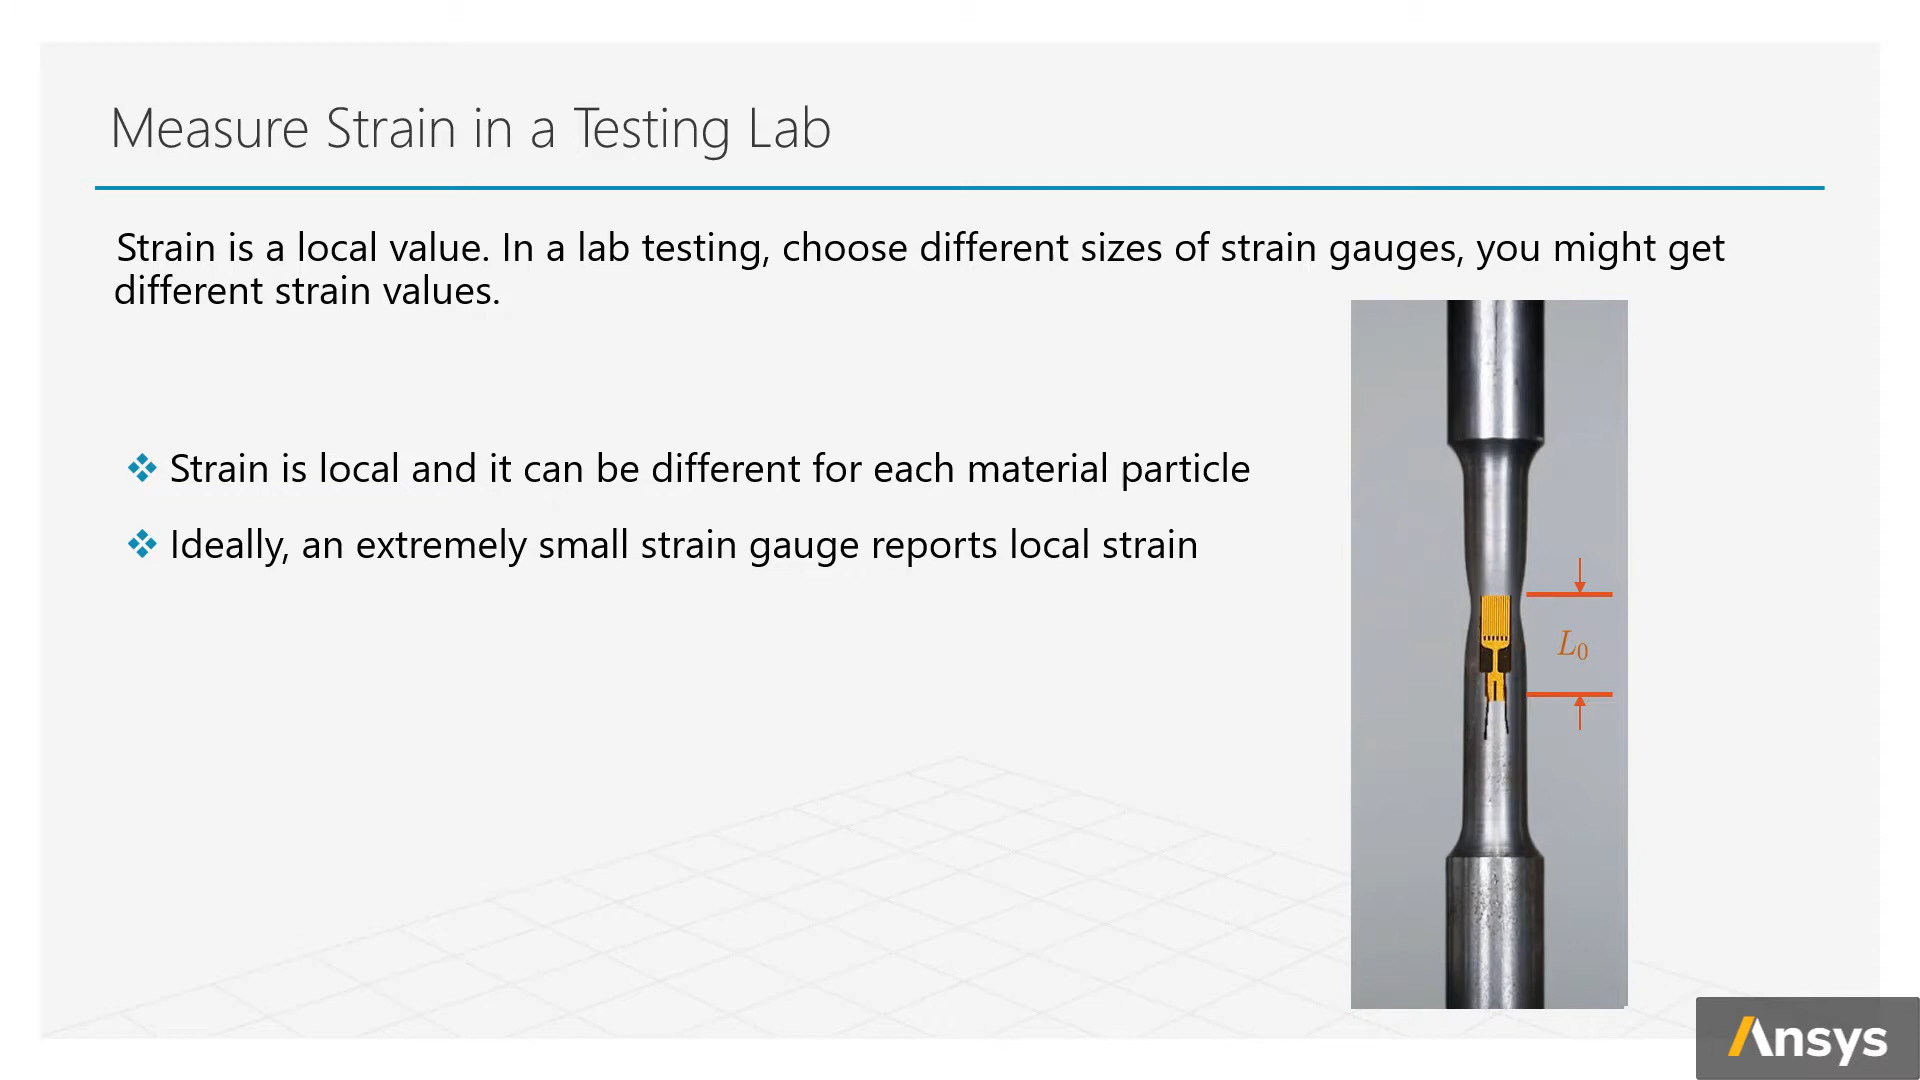 Measure Strain in a Testing Lab
Strain is a local value. In a lab testing, choose different sizes of strain gauges, you might get
different strain values.
Strain is local and it can be different for each material particle
Ideally, an extremely small strain gauge reports local strain
L₀
Ansys